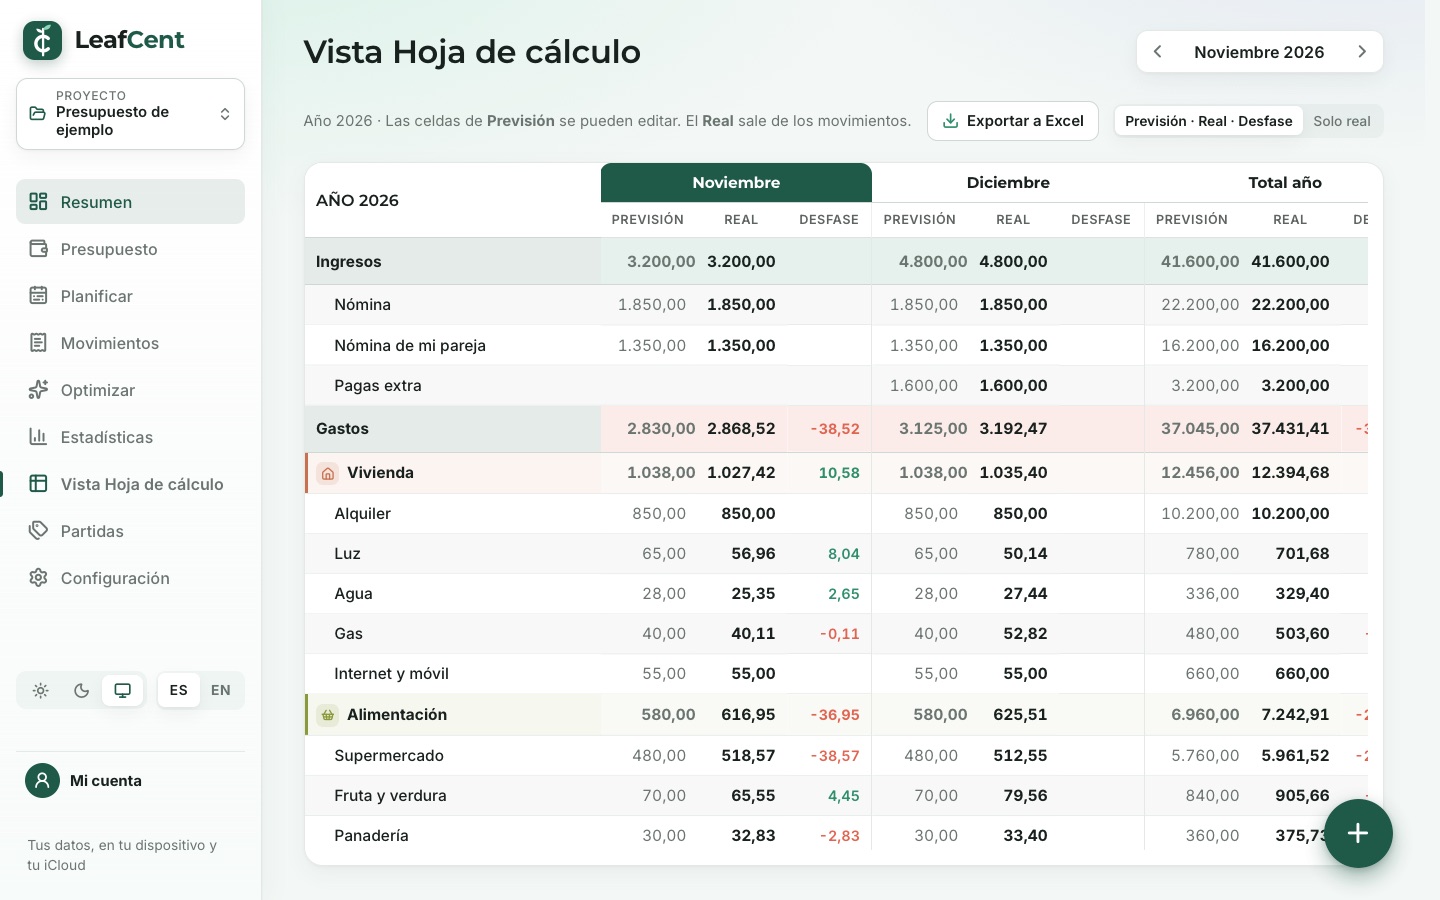 LeafCent
PROYECTO
Presupuesto de
ejemplo
Resumen
Presupuesto
Planificar
Movimientos
Optimizar
Estadísticas
Vista Hoja de cálculo
Partidas
Configuración
ES EN
Mi cuenta
Tus datos, en tu dispositivo y
tu iCloud
Vista Hoja de cálculo
Noviembre 2026
Año 2026 · Las celdas de Previsión se pueden editar. El Real sale de los movimientos.
Exportar a Excel
Previsión · Real · Desfase Solo real
AÑO 2026 Noviembre Diciembre Total año
PREVISIÓN REAL DESFASE PREVISIÓN REAL DESFASE PREVISIÓN REAL DE
Ingresos 3.200,00 3.200,00 4.800,00 4.800,00 41.600,00 41.600,00
Nómina 1.850,00 1.850,00 1.850,00 1.850,00 22.200,00 22.200,00
Nómina de mi pareja 1.350,00 1.350,00 1.350,00 1.350,00 16.200,00 16.200,00
Pagas extra 1.600,00 1.600,00 3.200,00 3.200,00
Gastos 2.830,00 2.868,52 -38,52 3.125,00 3.192,47 37.045,00 37.431,41 -3
Vivienda 1.038,00 1.027,42 10,58 1.038,00 1.035,40 12.456,00 12.394,68
Alquiler 850,00 850,00 850,00 850,00 10.200,00 10.200,00
Luz 65,00 56,96 8,04 65,00 50,14 780,00 701,68
Agua 28,00 25,35 2,65 28,00 27,44 336,00 329,40
Gas 40,00 40,11 -0,11 40,00 52,82 480,00 503,60 -
Internet y móvil 55,00 55,00 55,00 55,00 660,00 660,00
Alimentación 580,00 616,95 -36,95 580,00 625,51 6.960,00 7.242,91 -2
Supermercado 480,00 518,57 -38,57 480,00 512,55 5.760,00 5.961,52 -2
Fruta y verdura 70,00 65,55 4,45 70,00 79,56 840,00 905,66 -
Panadería 30,00 32,83 -2,83 30,00 33,40 360,00 375,73